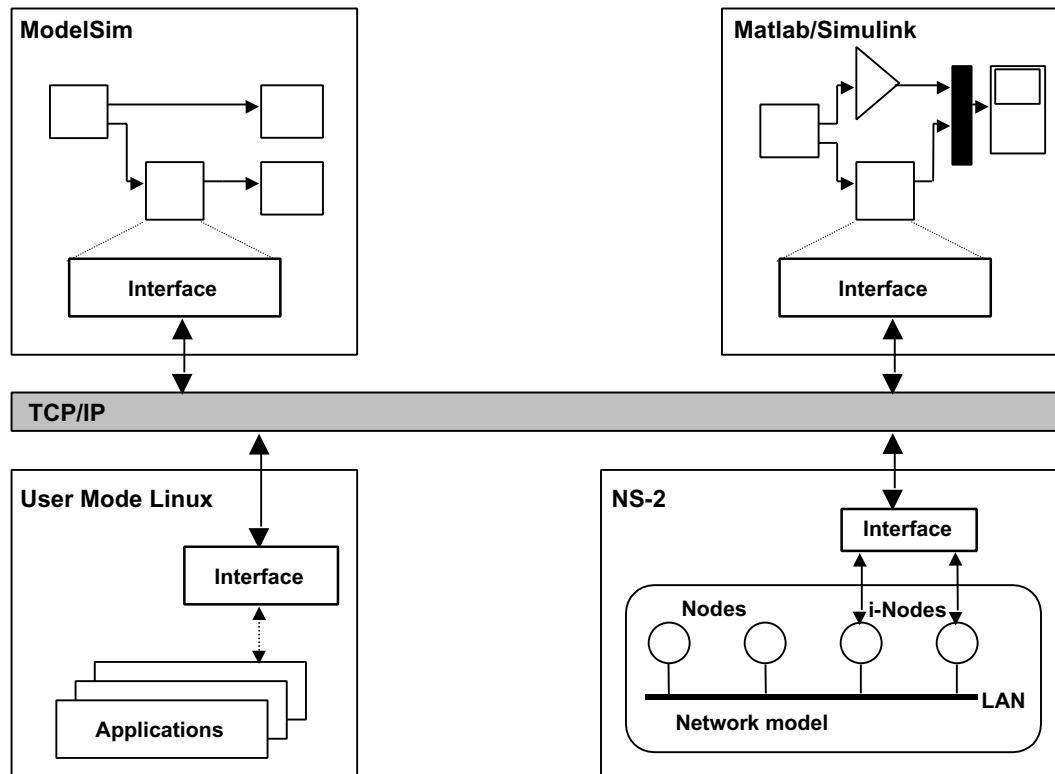 ModelSim
Interface
Matlab/Simulink
Interface
TCP/IP
User Mode Linux
Interface
Applications
NS-2
Interface
Nodes
i-Nodes
LAN
Network model